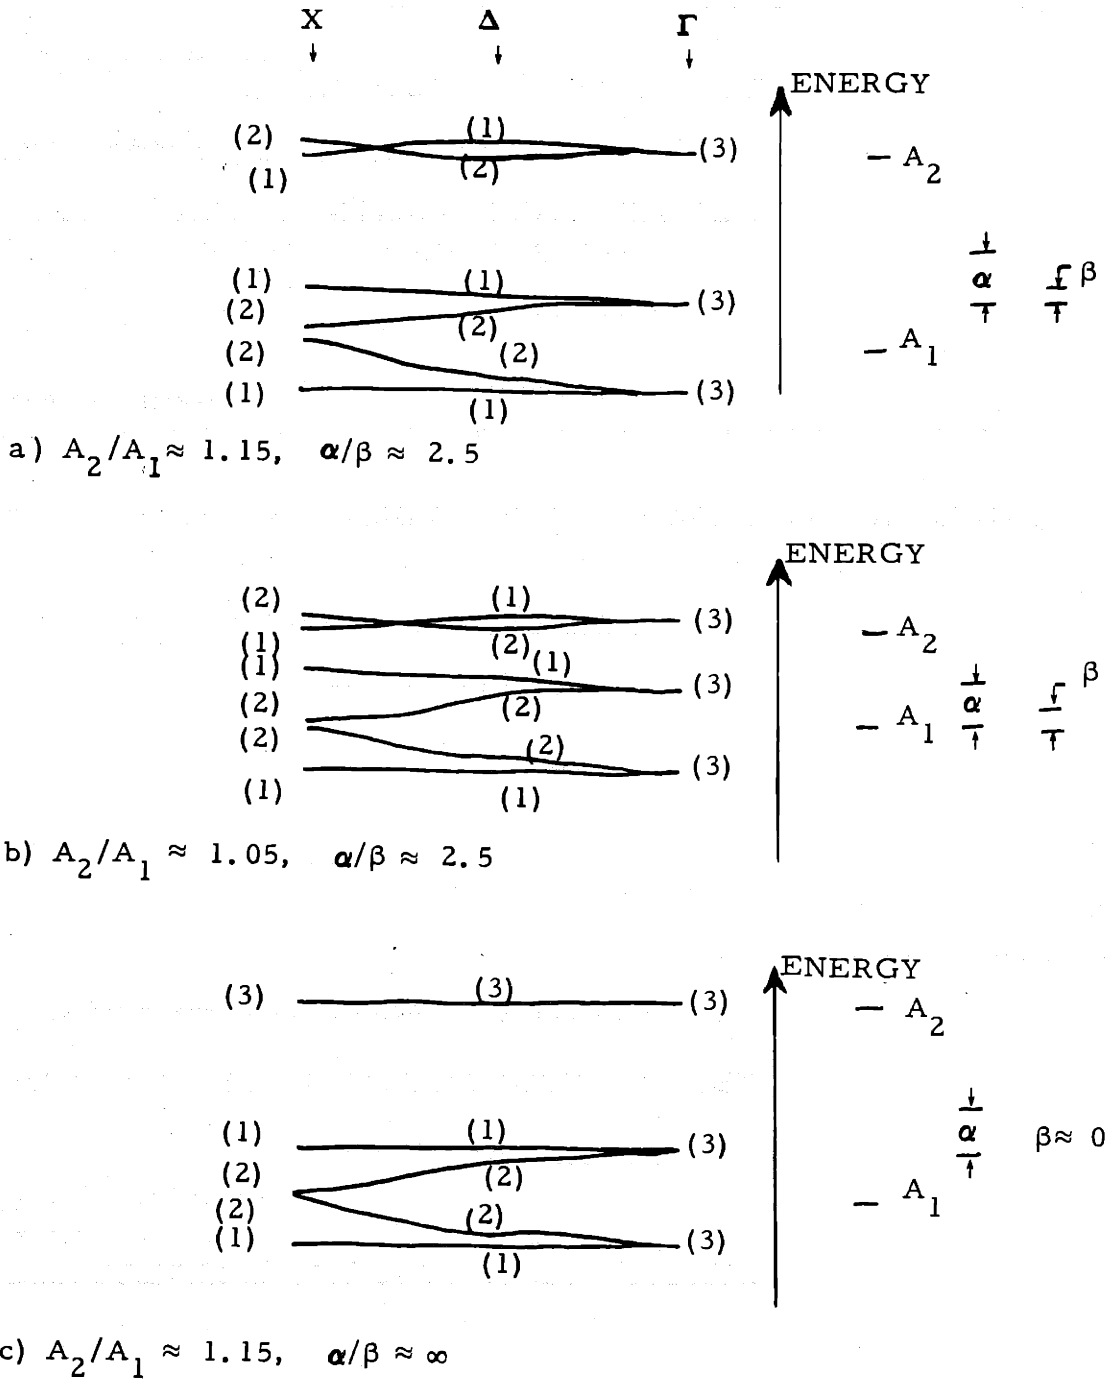 X Δ Γ
ENERGY
(2) (1) (3) A₂
(1) (2)
(1) (1) (3) α β
(2) (2)
(2) (2) A₁
(1) (1) (3)
a) A₂/A₁ ≈ 1.15, α/β ≈ 2.5
ENERGY
(2) (1) (3) A₂
(1) (2)
(1) (1) (3) β
(2) (2) A₁ α
(2) (2) (3)
(1) (1)
b) A₂/A₁ ≈ 1.05, α/β ≈ 2.5
ENERGY
(3) (3) (3) A₂
(1) (1) (3) α β≈ 0
(2) (2)
(2) (2) A₁
(1) (1) (3)
c) A₂/A₁ ≈ 1.15, α/β ≈ ∞